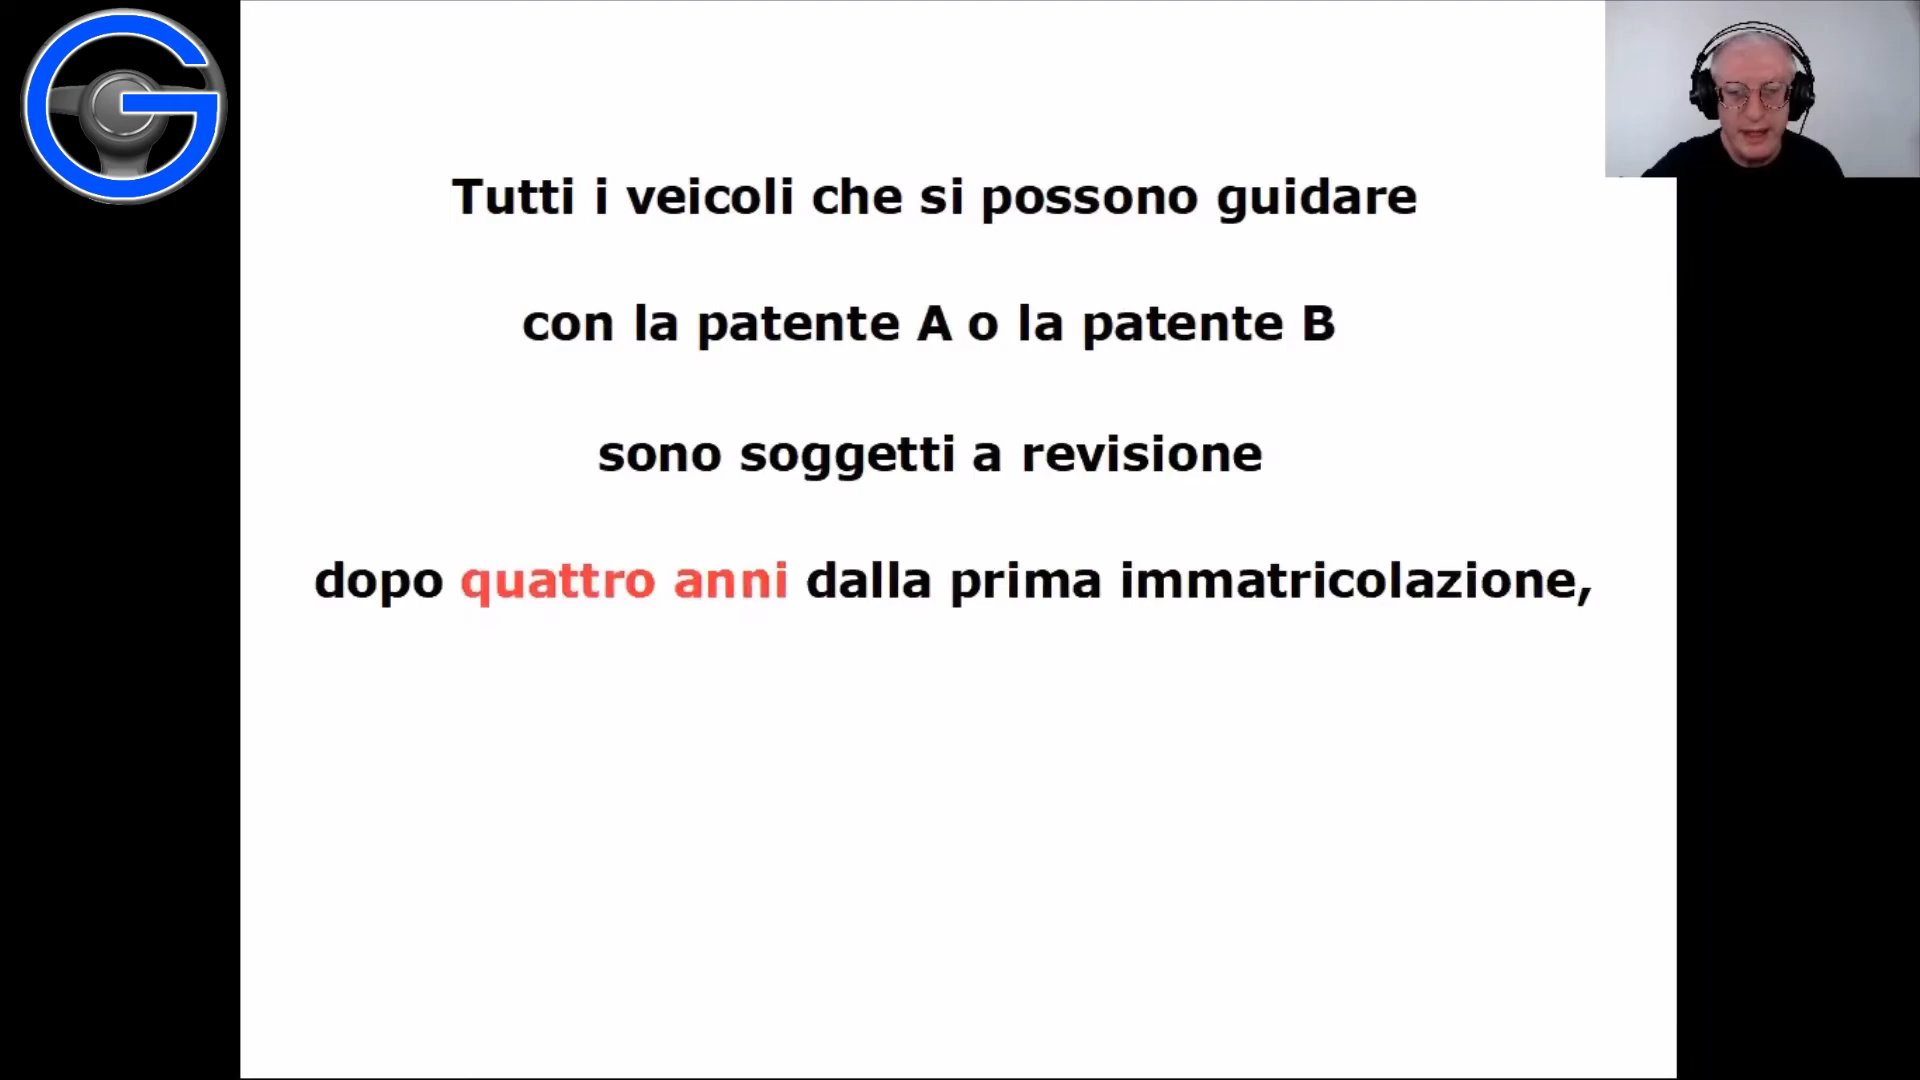 G
Tutti i veicoli che si possono guidare
con la patente A o la patente B
sono soggetti a revisione
dopo quattro anni dalla prima immatricolazione,